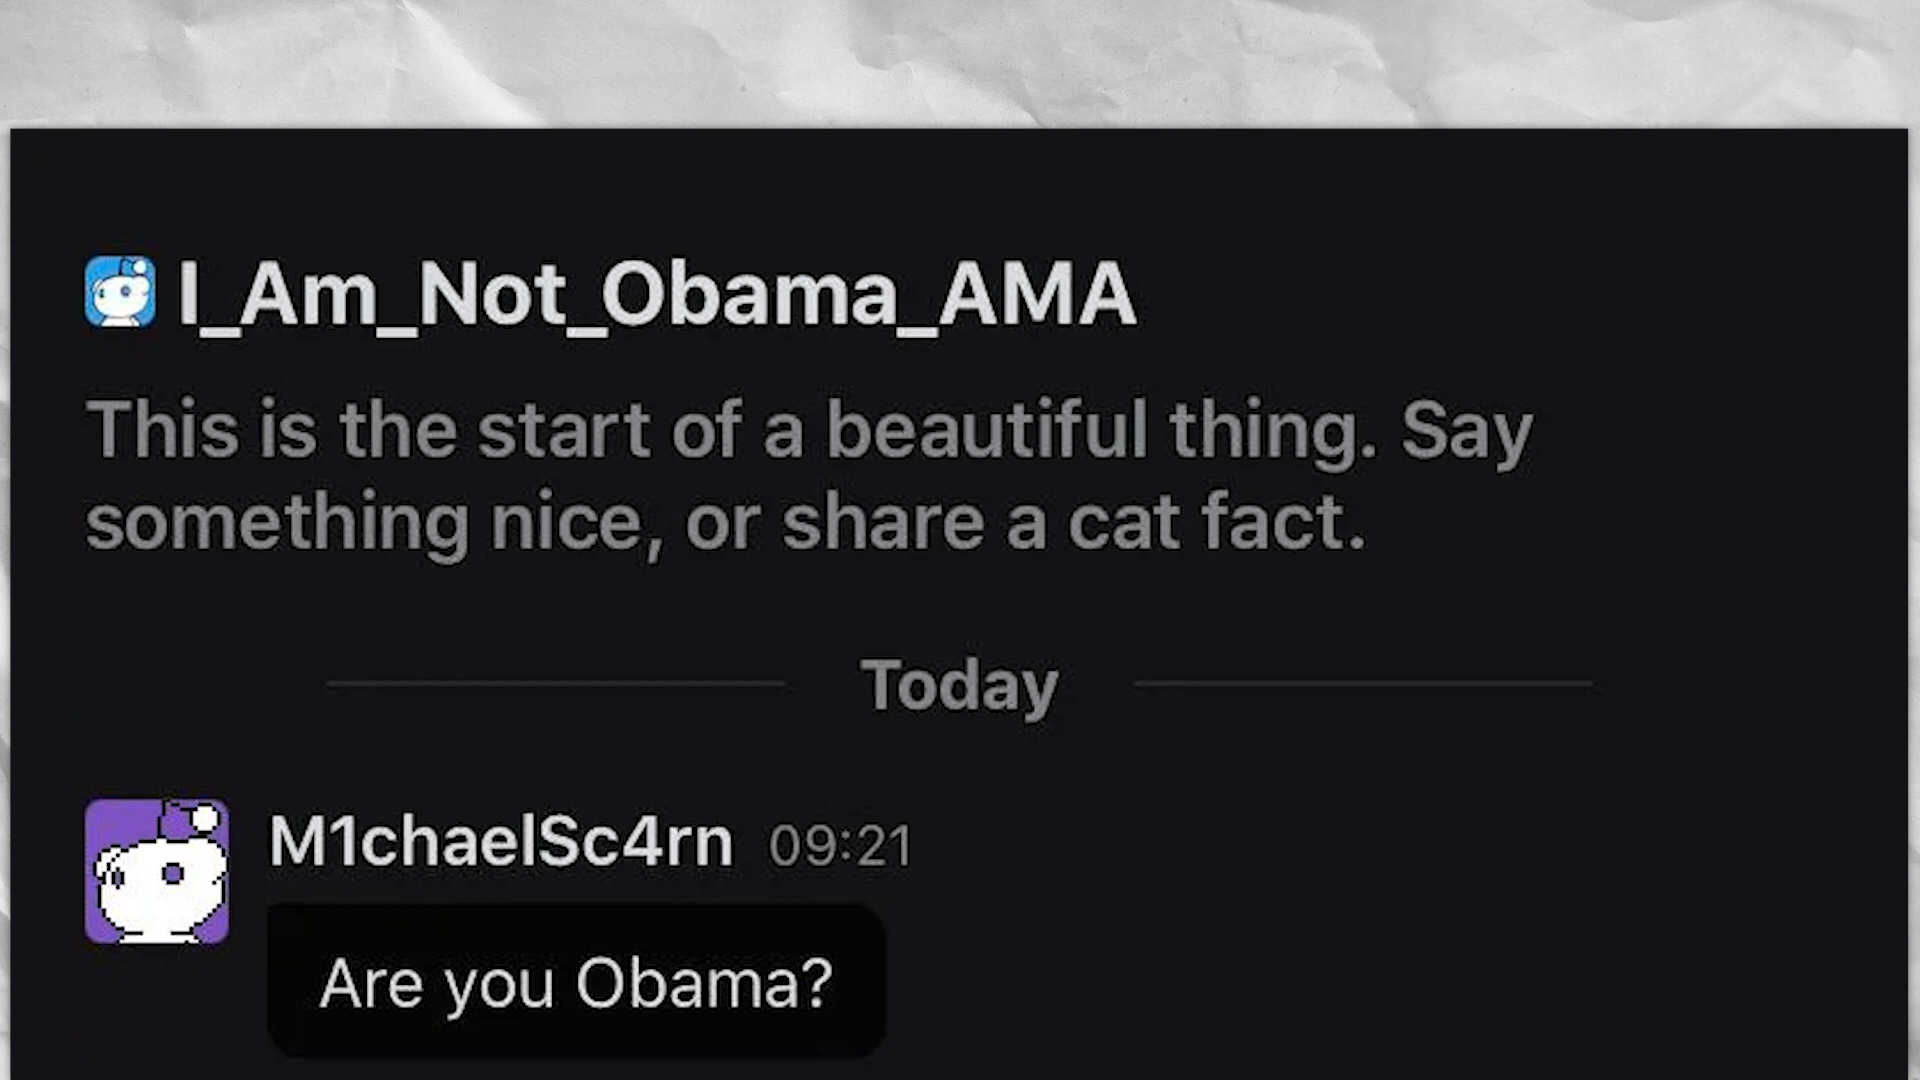 I_Am_Not_Obama_AMA
This is the start of a beautiful thing. Say
something nice, or share a cat fact.
Today
M1chaelSc4rn 09:21
Are you Obama?